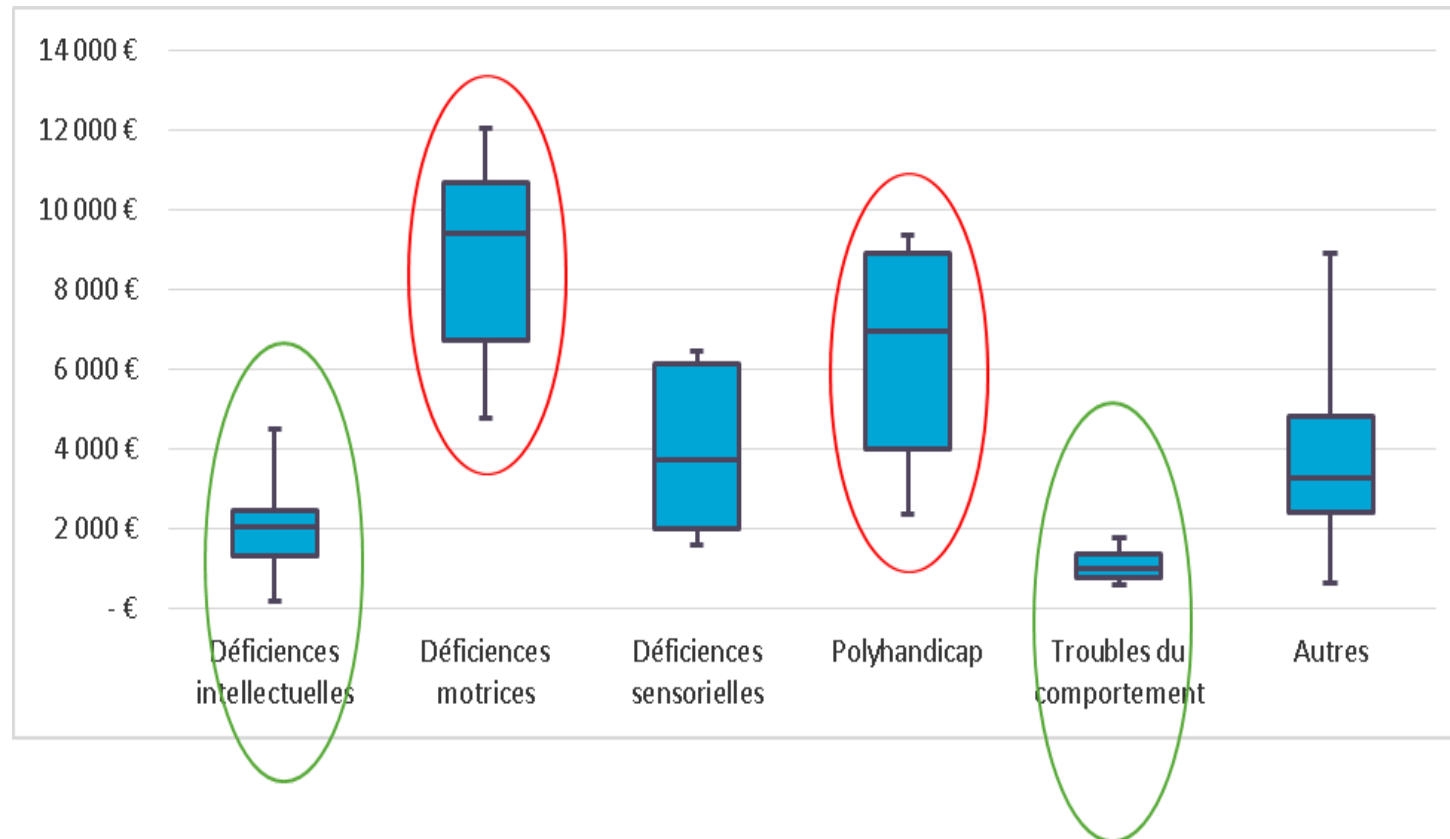 14 000 €
12 000 €
10 000 €
8 000 €
6 000 €
4 000 €
2 000 €
- €
Déficiences intellectuelles
Déficiences motrices
Déficiences sensorielles
Polyhandicap
Troubles du comportement
Autres